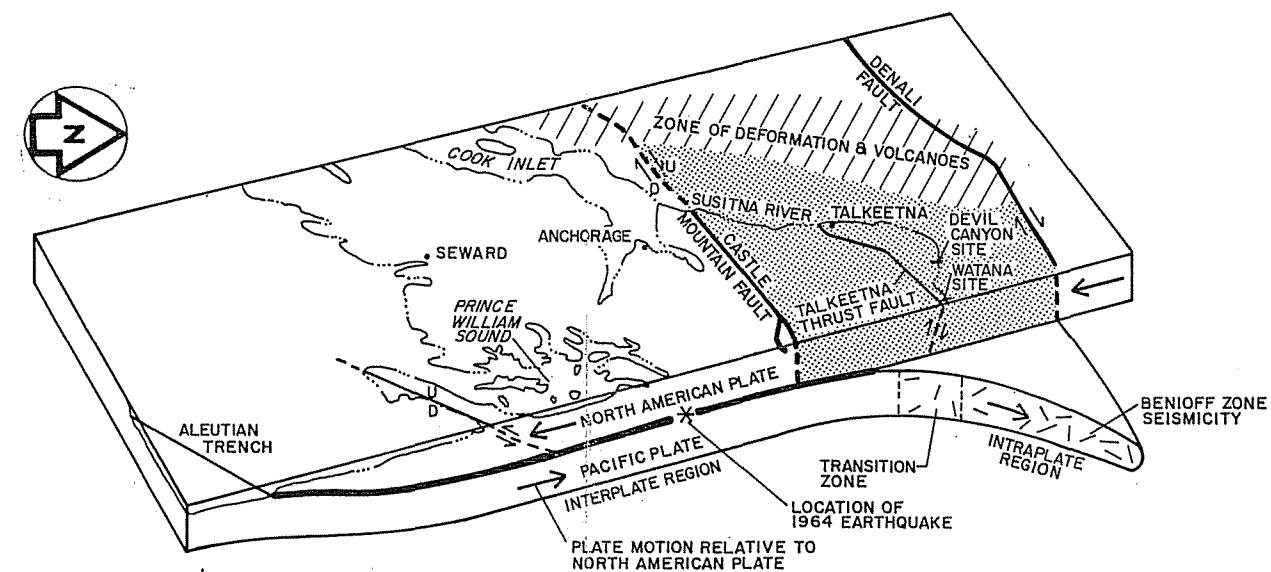 N
DENALI
FAULT
ZONE OF DEFORMATION & VOLCANOES
COOK INLET
U
D
SUSITNA RIVER
TALKEETNA
DEVIL
CANYON
SITE
WATANA
SITE
ANCHORAGE
SEWARD
CASTLE
MOUNTAIN FAULT
TALKEETNA
THRUST FAULT
PRINCE
WILLIAM
SOUND
U
D
NORTH AMERICAN PLATE
ALEUTIAN
TRENCH
PACIFIC PLATE
INTERPLATE REGION
TRANSITION
ZONE
INTRAPLATE
REGION
BENIOFF ZONE
SEISMICITY
LOCATION OF
1964 EARTHQUAKE
PLATE MOTION RELATIVE TO
NORTH AMERICAN PLATE